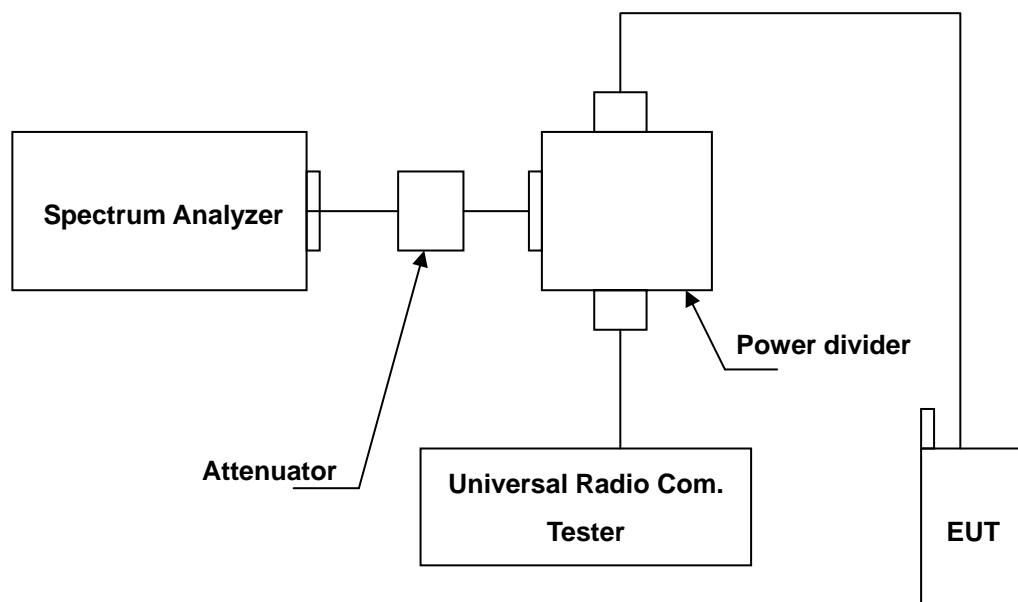 Spectrum Analyzer
Power divider
Attenuator
Universal Radio Com.
Tester
EUT